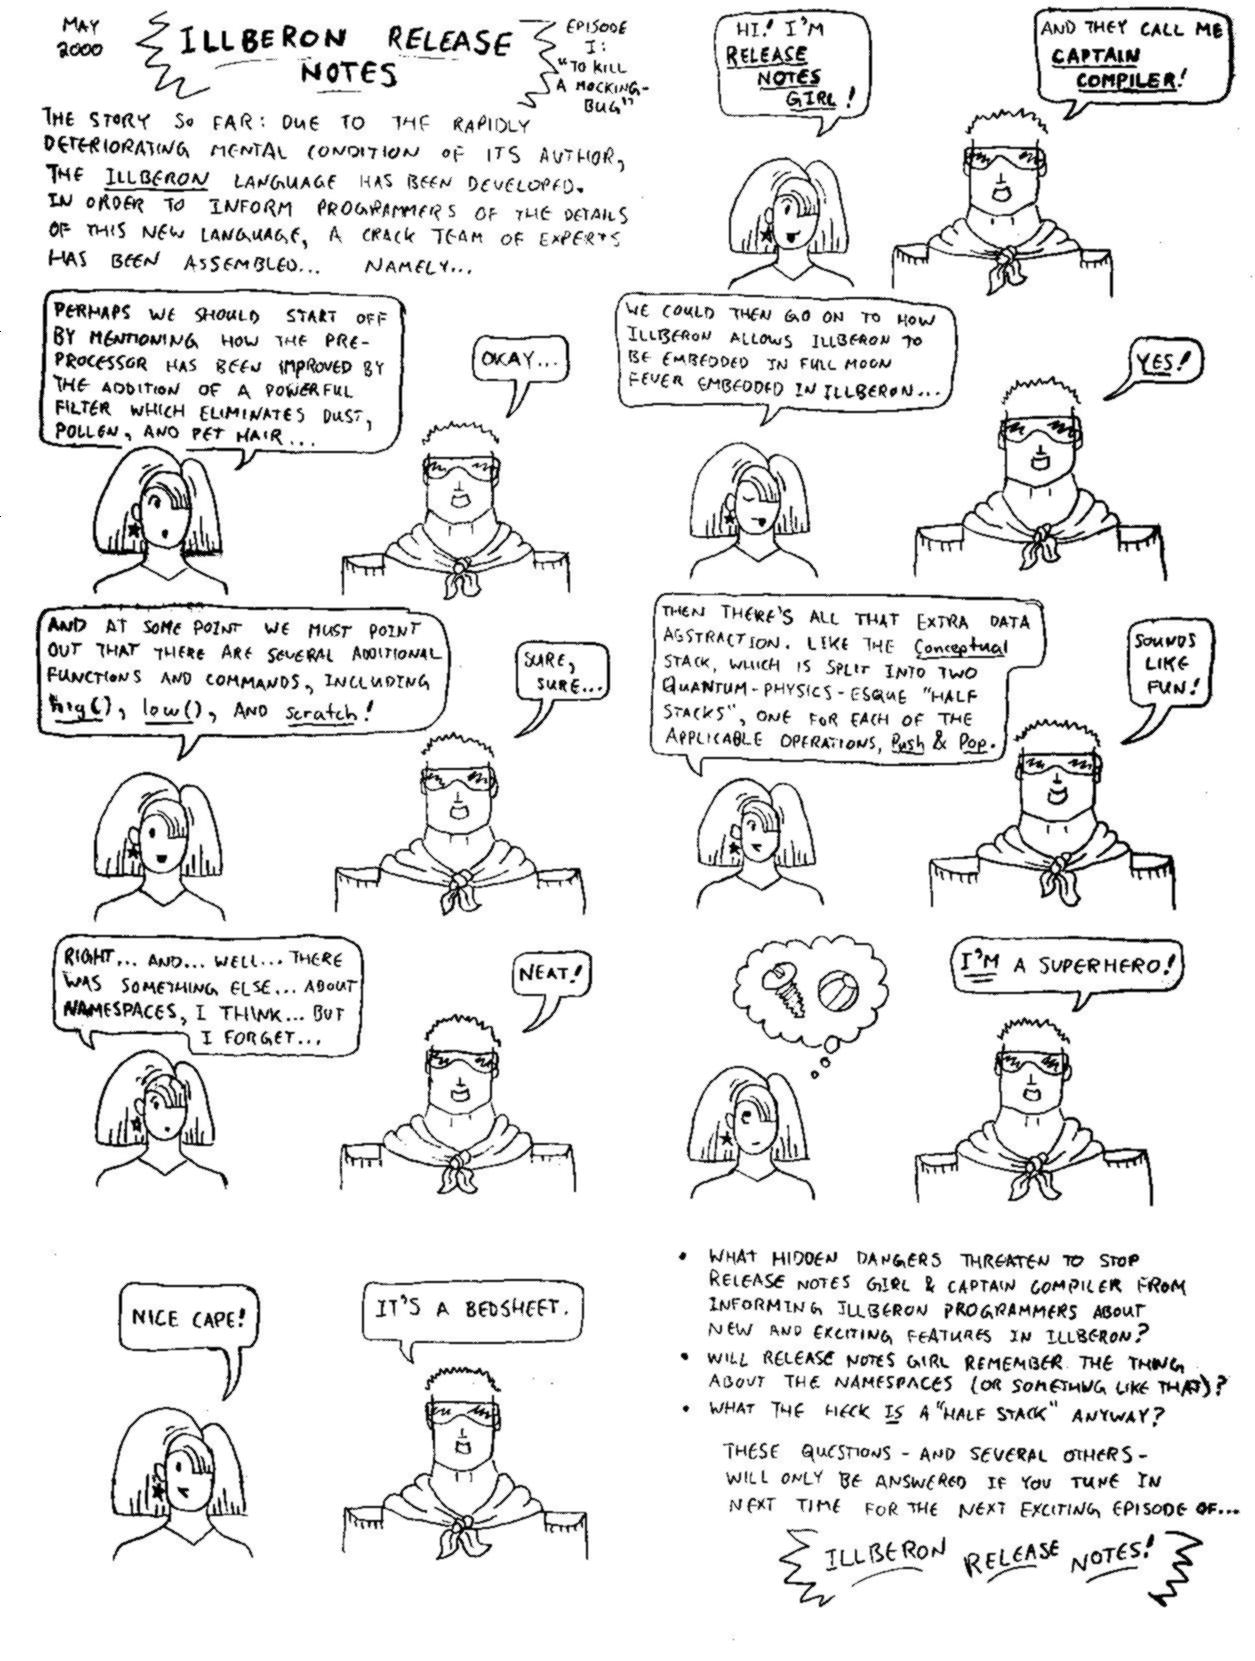 MAY
2000
ILLBERON RELEASE
NOTES
EPISODE
I:
"TO KILL
A MOCKING-
BUG"
THE STORY SO FAR: DUE TO THE RAPIDLY
DETERIORATING MENTAL CONDITION OF ITS AUTHOR,
THE ILLBERON LANGUAGE HAS BEEN DEVELOPED.
IN ORDER TO INFORM PROGRAMMERS OF THE DETAILS
OF THIS NEW LANGUAGE, A CRACK TEAM OF EXPERTS
HAS BEEN ASSEMBLED... NAMELY...
HI! I'M
RELEASE
NOTES
GIRL!
AND THEY CALL ME
CAPTAIN
COMPILER!
PERHAPS WE SHOULD START OFF
BY MENTIONING HOW THE PRE-
PROCESSOR HAS BEEN IMPROVED BY
THE ADDITION OF A POWERFUL
FILTER WHICH ELIMINATES DUST,
POLLEN, AND PET HAIR...
OKAY...
WE COULD THEN GO ON TO HOW
ILLBERON ALLOWS ILLBERON TO
BE EMBEDDED IN FULL MOON
FEVER EMBEDDED IN ILLBERON...
YES!
AND AT SOME POINT WE MUST POINT
OUT THAT THERE ARE SEVERAL ADDITIONAL
FUNCTIONS AND COMMANDS, INCLUDING
hig(), low(), AND scratch!
SURE,
SURE...
THEN THERE'S ALL THAT EXTRA DATA
ABSTRACTION. LIKE THE Conceptual
STACK, WHICH IS SPLIT INTO TWO
QUANTUM-PHYSICS-ESQUE "HALF
STACKS", ONE FOR EACH OF THE
APPLICABLE OPERATIONS, Push & Pop.
SOUNDS
LIKE
FUN!
RIGHT... AND... WELL... THERE
WAS SOMETHING ELSE... ABOUT
NAMESPACES, I THINK... BUT
I FORGET...
NEAT!
I'M A SUPERHERO!
NICE CAPE!
IT'S A BEDSHEET.
• WHAT HIDDEN DANGERS THREATEN TO STOP
RELEASE NOTES GIRL & CAPTAIN COMPILER FROM
INFORMING ILLBERON PROGRAMMERS ABOUT
NEW AND EXCITING FEATURES IN ILLBERON?
• WILL RELEASE NOTES GIRL REMEMBER THE THING
ABOUT THE NAMESPACES (OR SOMETHING LIKE THAT)?
• WHAT THE HECK IS A "HALF STACK" ANYWAY?
THESE QUESTIONS - AND SEVERAL OTHERS -
WILL ONLY BE ANSWERED IF YOU TUNE IN
NEXT TIME FOR THE NEXT EXCITING EPISODE OF...
ILLBERON RELEASE NOTES!